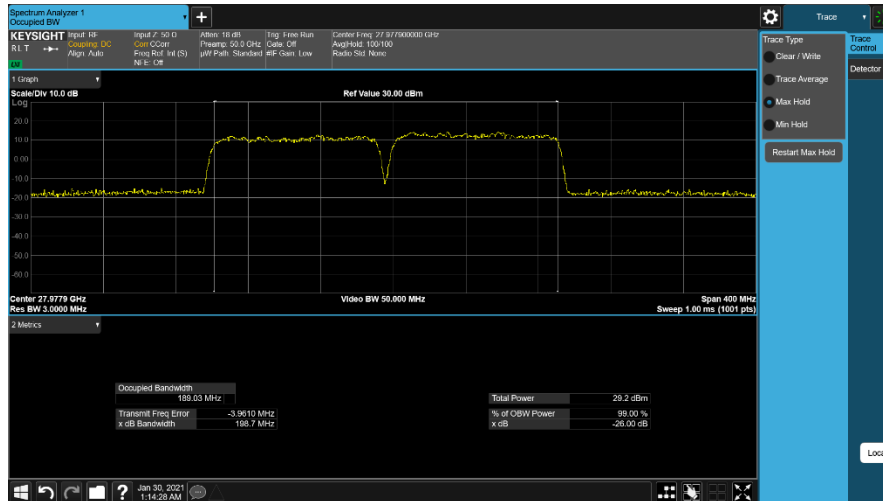 Spectrum Analyzer 1
Occupied BW
+
Trace
KEYSIGHT
Input: RF
Input Z: 50 Ω
Atten: 18 dB
Trig: Free Run
Center Freq: 27.977900000 GHz
RLT
Coupling: DC
Corr CCorr
Preamp: 50.0 GHz
Gate: Off
Avg|Hold: 100/100
Align: Auto
Freq Ref: Int (S)
µW Path: Standard
#IF Gain: Low
Radio Std: None
NFE: Off
Trace Type
Clear / Write
Trace Average
Max Hold
Min Hold
Restart Max Hold
Trace
Control
Detector
1 Graph
Scale/Div 10.0 dB
Ref Value 30.00 dBm
Log
20.0
10.0
0.00
-10.0
-20.0
-30.0
-40.0
-50.0
-60.0
Center 27.9779 GHz
Video BW 50.000 MHz
Span 400 MHz
Res BW 3.0000 MHz
Sweep 1.00 ms (1001 pts)
2 Metrics
Occupied Bandwidth
189.03 MHz
Total Power
29.2 dBm
Transmit Freq Error
-3.9610 MHz
% of OBW Power
99.00 %
x dB Bandwidth
198.7 MHz
x dB
-26.00 dB
Loca
?
Jan 30, 2021
1:14:28 AM